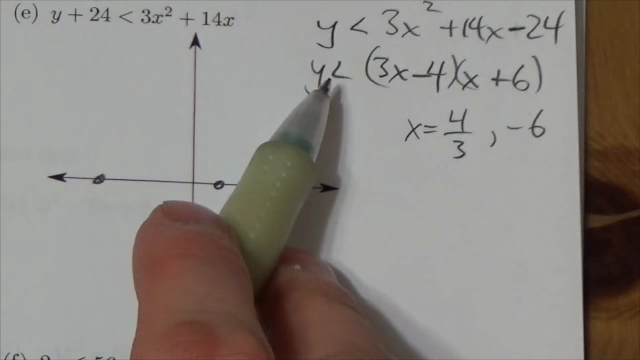 (e) y + 24 < 3x² + 14x
y < 3x² + 14x - 24
y < (3x - 4)(x + 6)
x = 4/3, -6